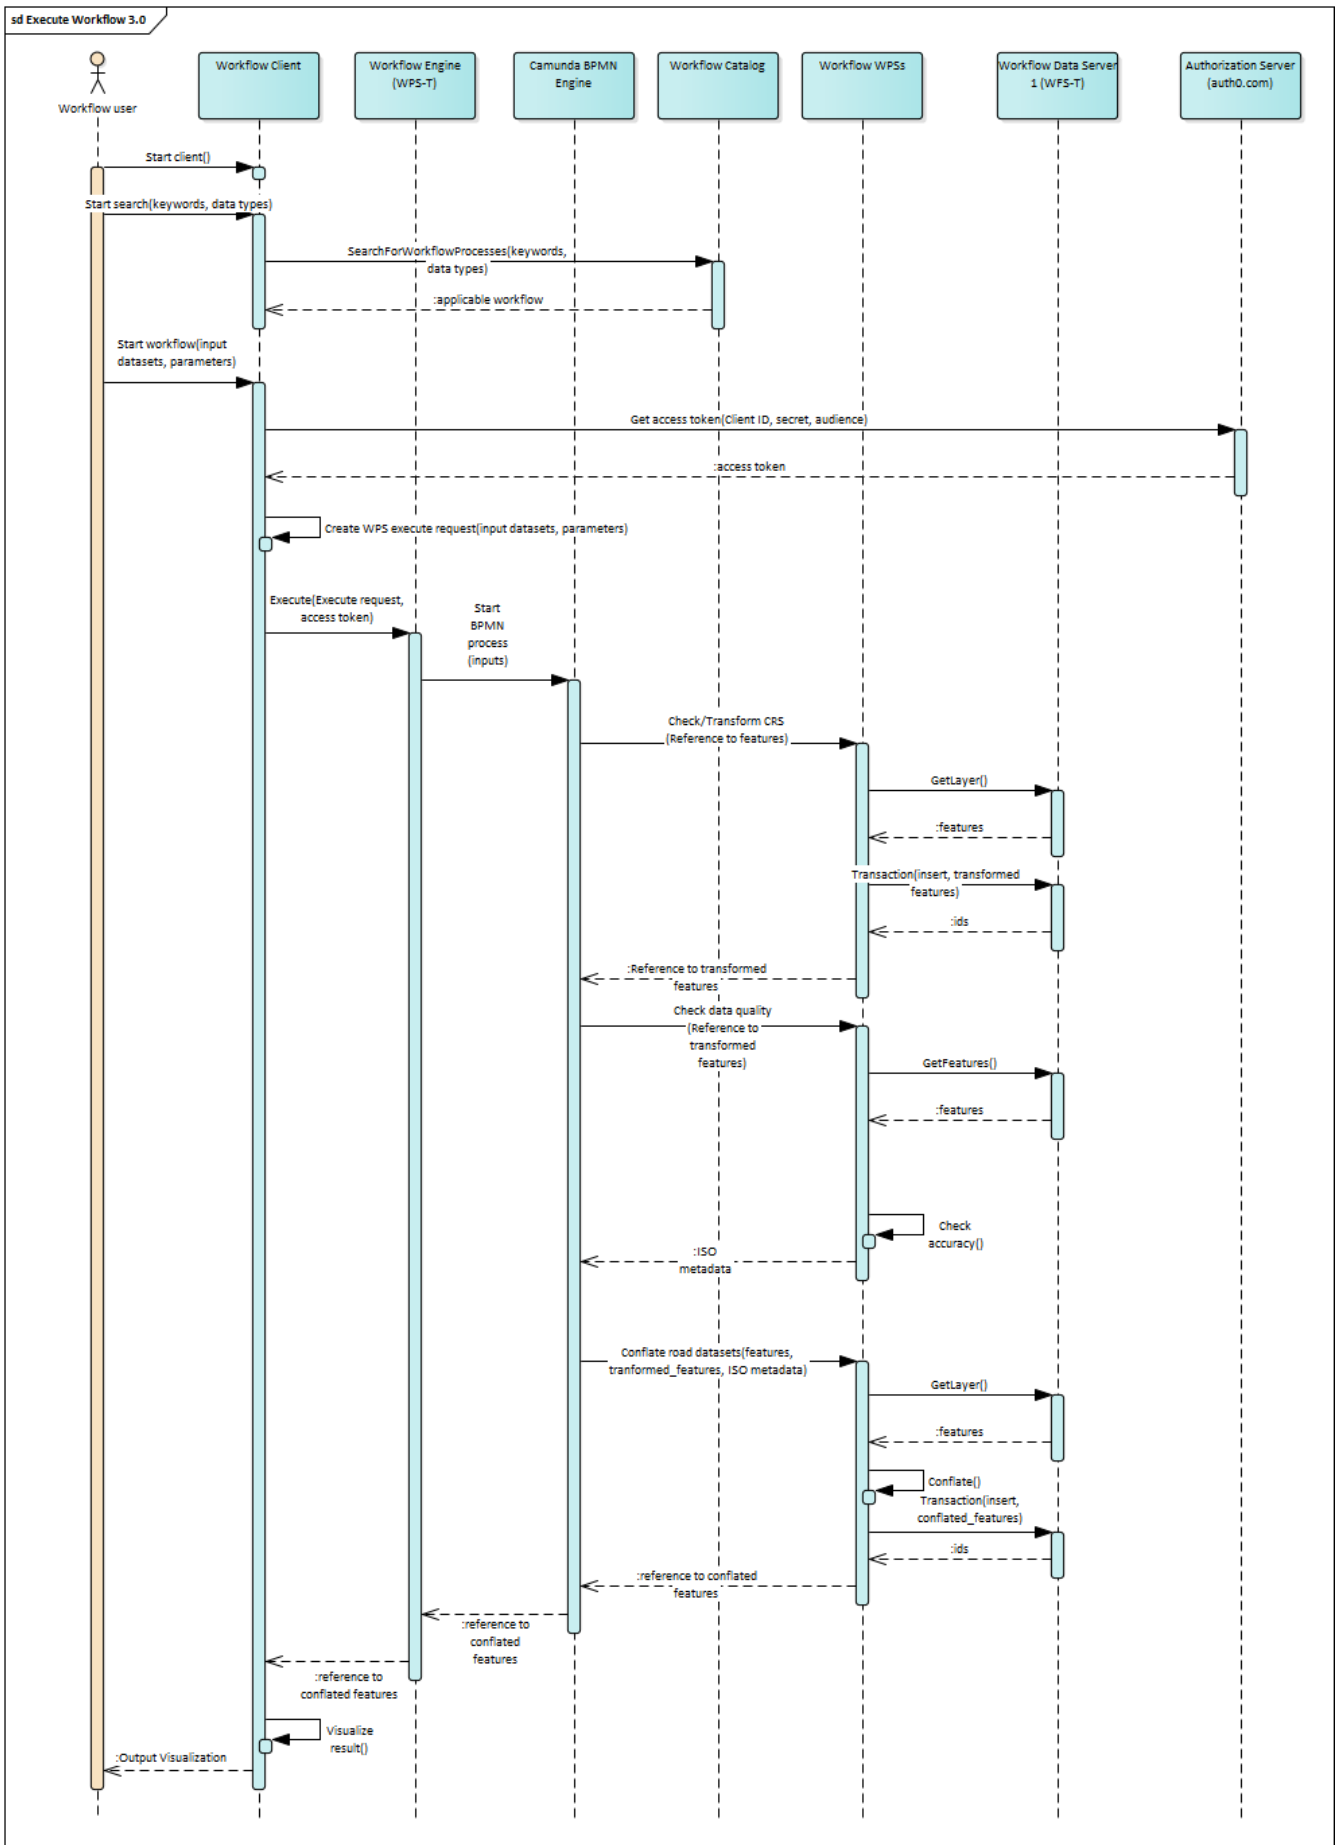 sd Execute Workflow 3.0
Workflow user
Workflow Client
Workflow Engine
(WPS-T)
Camunda BPMN
Engine
Workflow Catalog
Workflow WPSs
Workflow Data Server
1 (WFS-T)
Authorization Server
(auth0.com)
Start client()
Start search(keywords, data types)
SearchForWorkflowProcesses(keywords,
data types)
:applicable workflow
Start workflow(input
datasets, parameters)
Get access token(Client ID, secret, audience)
:access token
Create WPS execute request(input datasets, parameters)
Execute(Execute request,
access token)
Start
BPMN
process
(inputs)
Check/Transform CRS
(Reference to features)
GetLayer()
:features
Transaction(insert, transformed
features)
:ids
:Reference to transformed
features
Check data quality
(Reference to
transformed
features)
GetFeatures()
:features
Check
accuracy()
:ISO
metadata
Conflate road datasets(features,
tranformed_features, ISO metadata)
GetLayer()
:features
Conflate()
Transaction(insert,
conflated_features)
:ids
:reference to conflated
features
:reference to
conflated
features
:reference to
conflated features
Visualize
result()
:Output Visualization